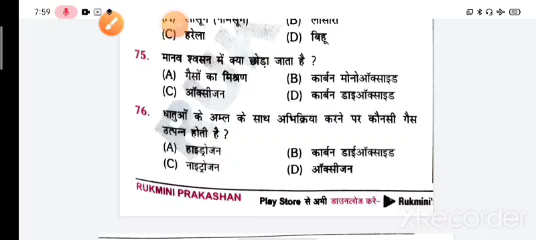 7:59
(B) लोसारी
(C) हरेला (D) बिहू
75. मानव श्वसन में क्या छोड़ा जाता है ?
(A) गैसों का मिश्रण (B) कार्बन मोनोऑक्साइड
(C) ऑक्सीजन (D) कार्बन डाइऑक्साइड
76. धातुओं के अम्ल के साथ अभिक्रिया करने पर कौनसी गैस
उत्पन्न होती है ?
(A) हाइड्रोजन (B) कार्बन डाईऑक्साइड
(C) नाइट्रोजन (D) ऑक्सीजन
RUKMINI PRAKASHAN Play Store से अभी डाउनलोड करे- Rukmini'
XRecorder